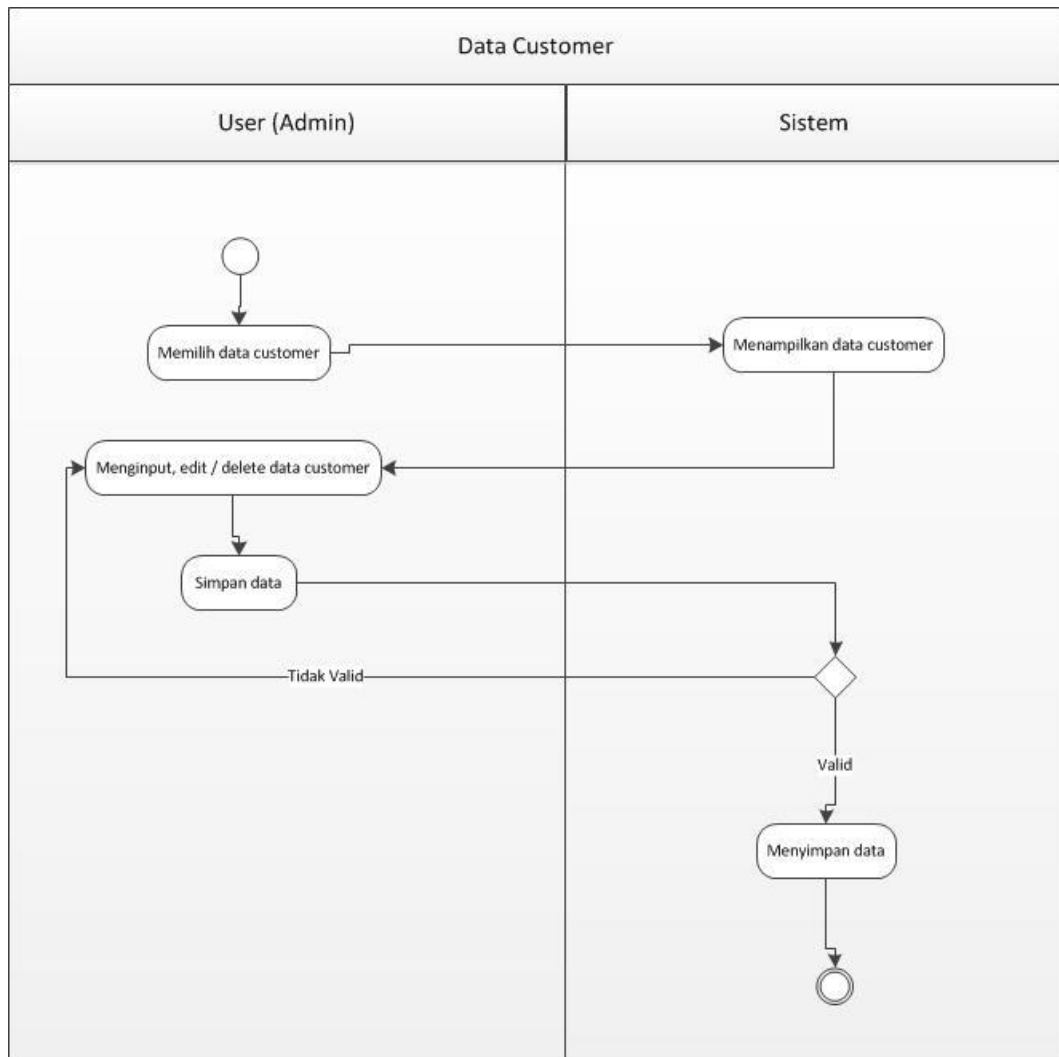 Data Customer
User (Admin)
Sistem
Memilih data customer
Menampilkan data customer
Menginput, edit / delete data customer
Simpan data
Tidak Valid
Valid
Menyimpan data